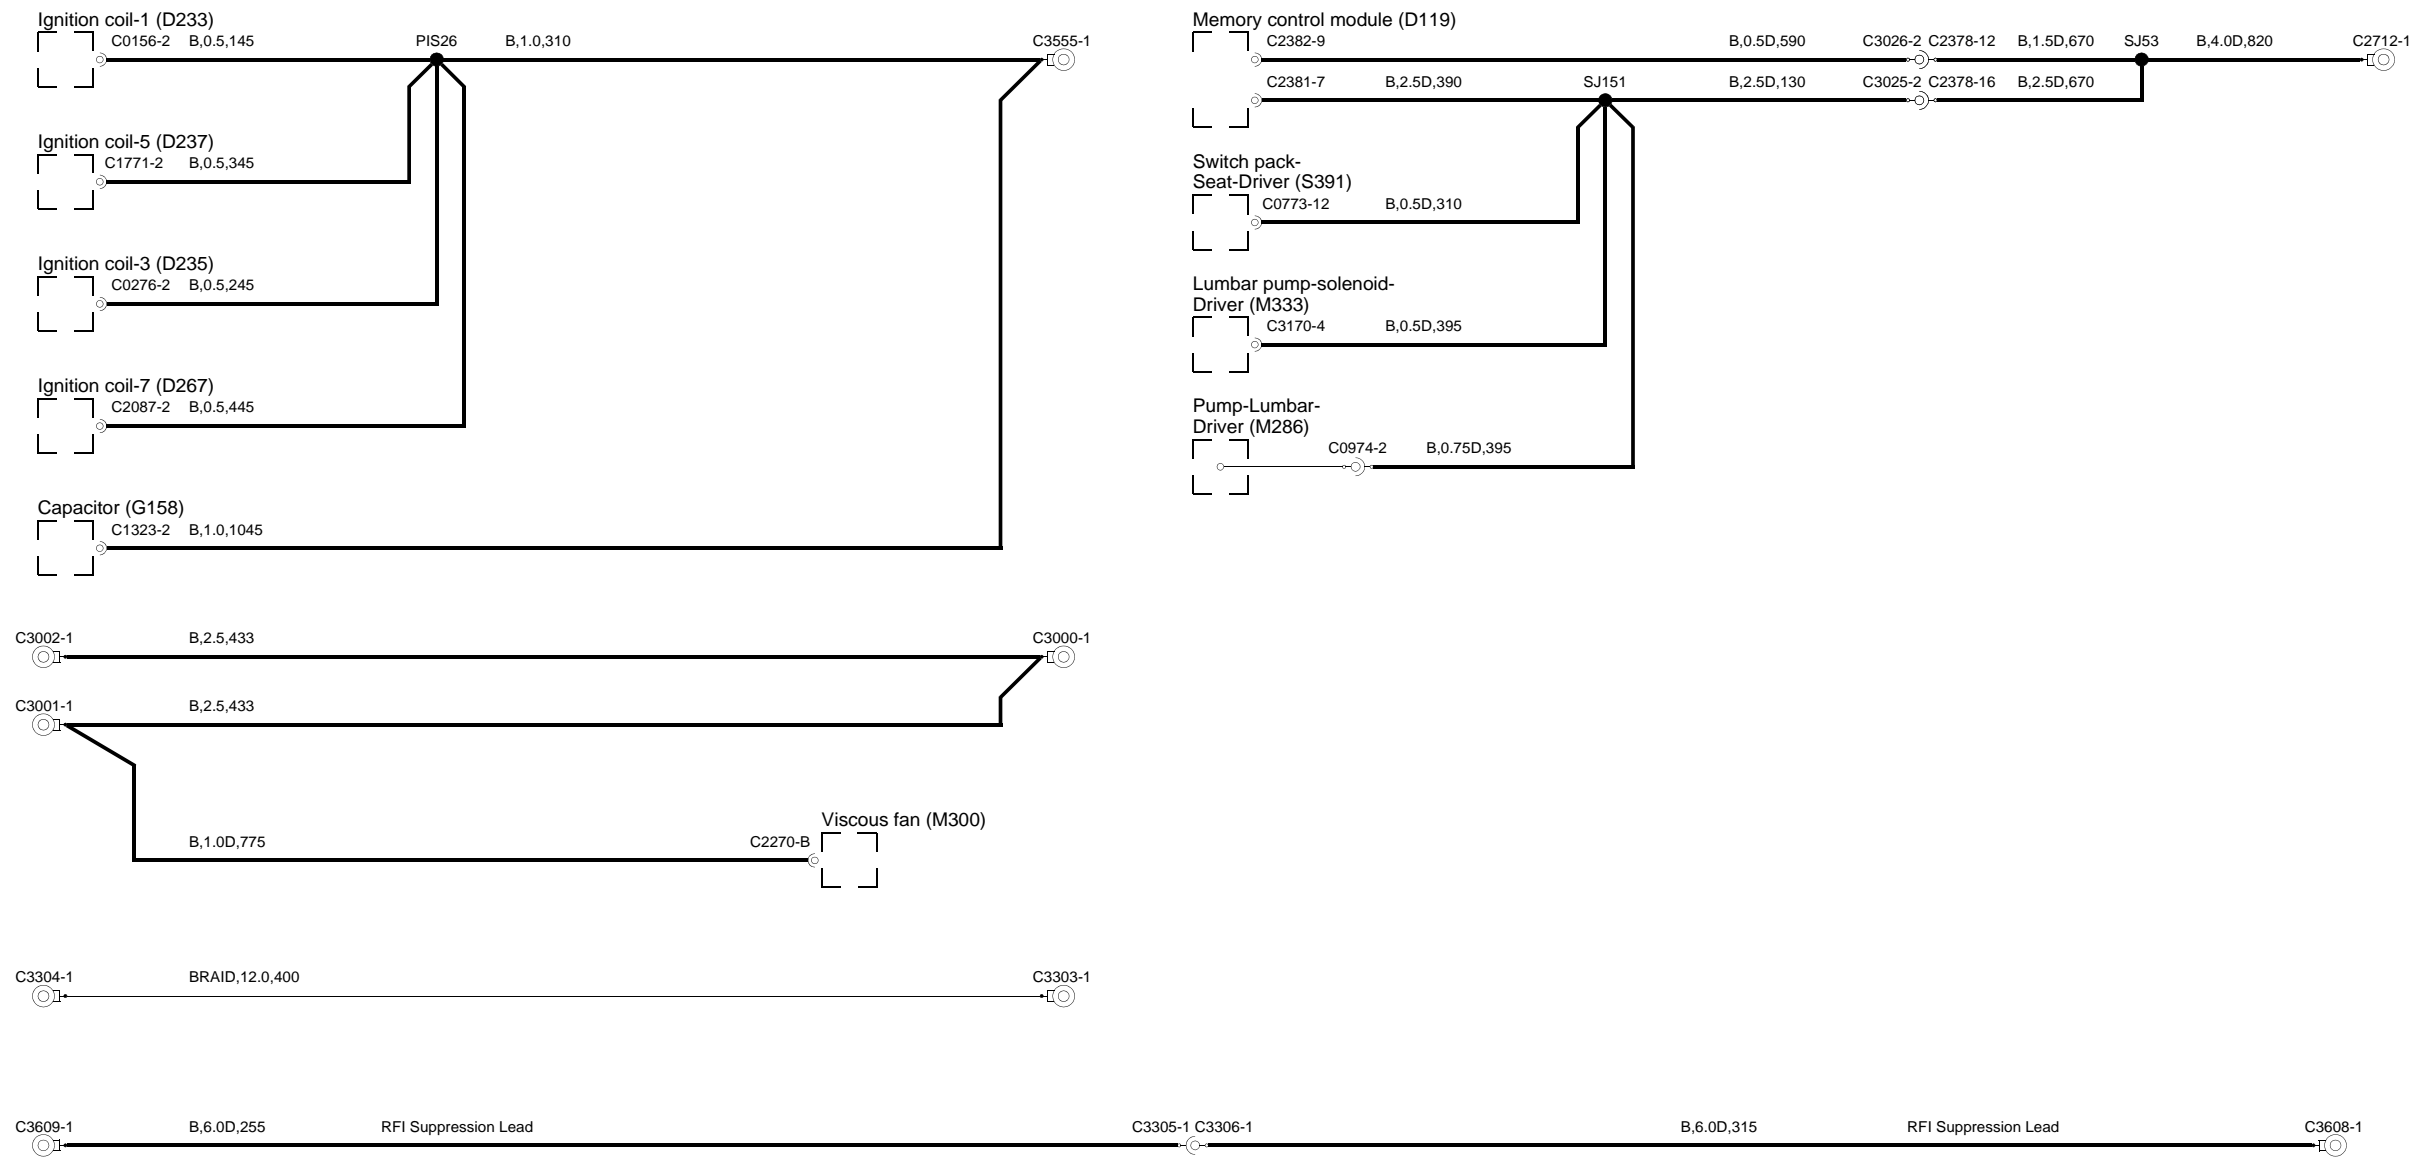 Ignition coil-1 (D233)
C0156-2 B,0.5,145 PIS26 B,1.0,310 C3555-1
Ignition coil-5 (D237)
C1771-2 B,0.5,345
Ignition coil-3 (D235)
C0276-2 B,0.5,245
Ignition coil-7 (D267)
C2087-2 B,0.5,445
Capacitor (G158)
C1323-2 B,1.0,1045
C3002-1 B,2.5,433 C3000-1
C3001-1 B,2.5,433
Viscous fan (M300)
B,1.0D,775 C2270-B
C3304-1 BRAID,12.0,400 C3303-1
Memory control module (D119)
C2382-9 B,0.5D,590 C3026-2 C2378-12 B,1.5D,670 SJ53 B,4.0D,820 C2712-1
C2381-7 B,2.5D,390 SJ151 B,2.5D,130 C3025-2 C2378-16 B,2.5D,670
Switch pack-
Seat-Driver (S391)
C0773-12 B,0.5D,310
Lumbar pump-solenoid-
Driver (M333)
C3170-4 B,0.5D,395
Pump-Lumbar-
Driver (M286)
C0974-2 B,0.75D,395
C3609-1 B,6.0D,255 RFI Suppression Lead C3305-1 C3306-1 B,6.0D,315 RFI Suppression Lead C3608-1